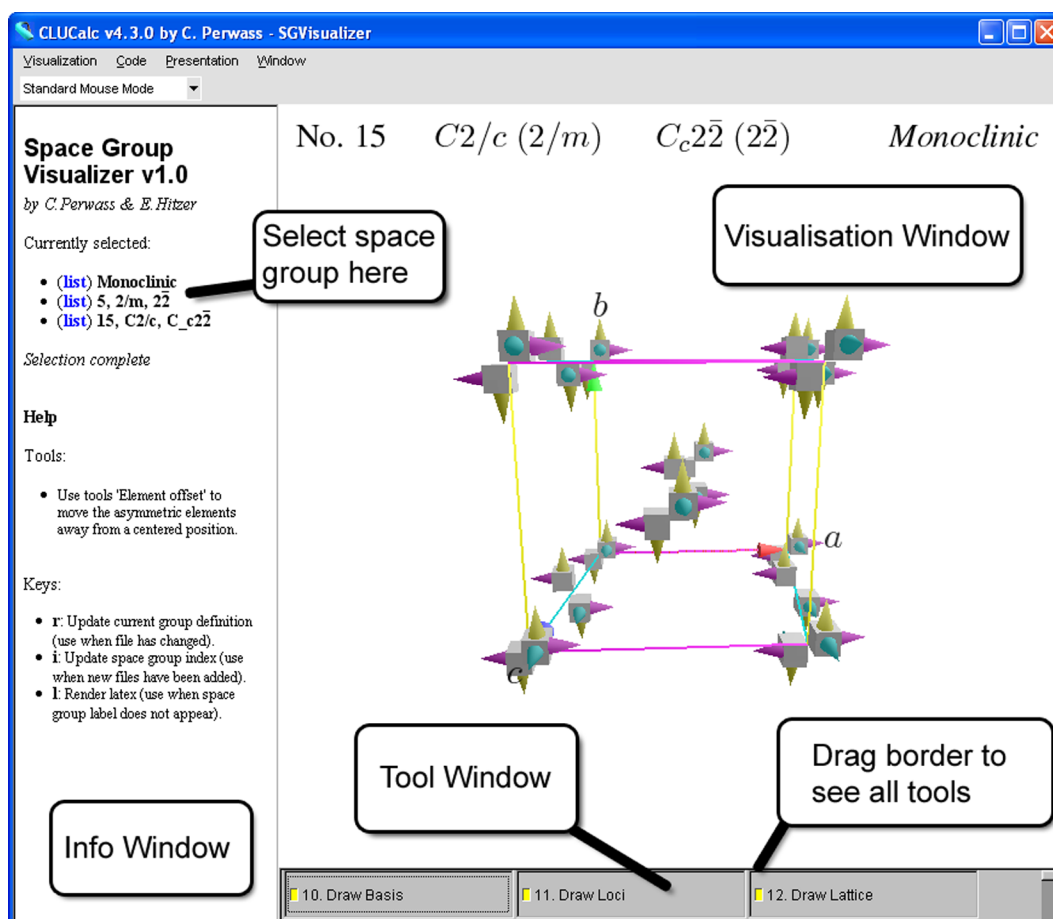 CLUCalc v4.3.0 by C. Perwass - SGVisualizer
Visualization Code Presentation Window
Standard Mouse Mode
Space Group
Visualizer v1.0
by C.Perwass & E.Hitzer
Currently selected:
• (list) Monoclinic
• (list) 5, 2/m, 22̄
• (list) 15, C2/c, C_c22̄
Selection complete
Help
Tools:
• Use tools 'Element offset' to
move the asymmetric elements
away from a centered position.
Keys:
• r: Update current group definition
(use when file has changed).
• i: Update space group index (use
when new files have been added).
• l: Render latex (use when space
group label does not appear).
Info Window
Select space
group here
No. 15 C2/c (2/m) C_c22̄ (22̄) Monoclinic
Visualisation Window
b
a
c
Tool Window
Drag border to
see all tools
10. Draw Basis
11. Draw Loci
12. Draw Lattice